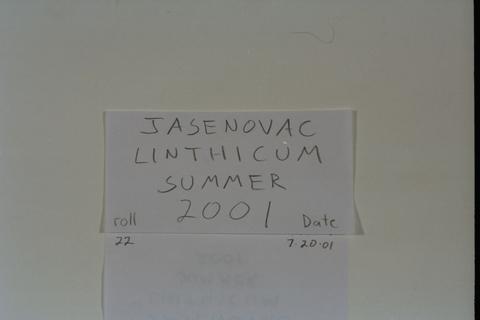 JASENOVAC
LINTHICUM
SUMMER
2001
roll Date
22 7.20.01